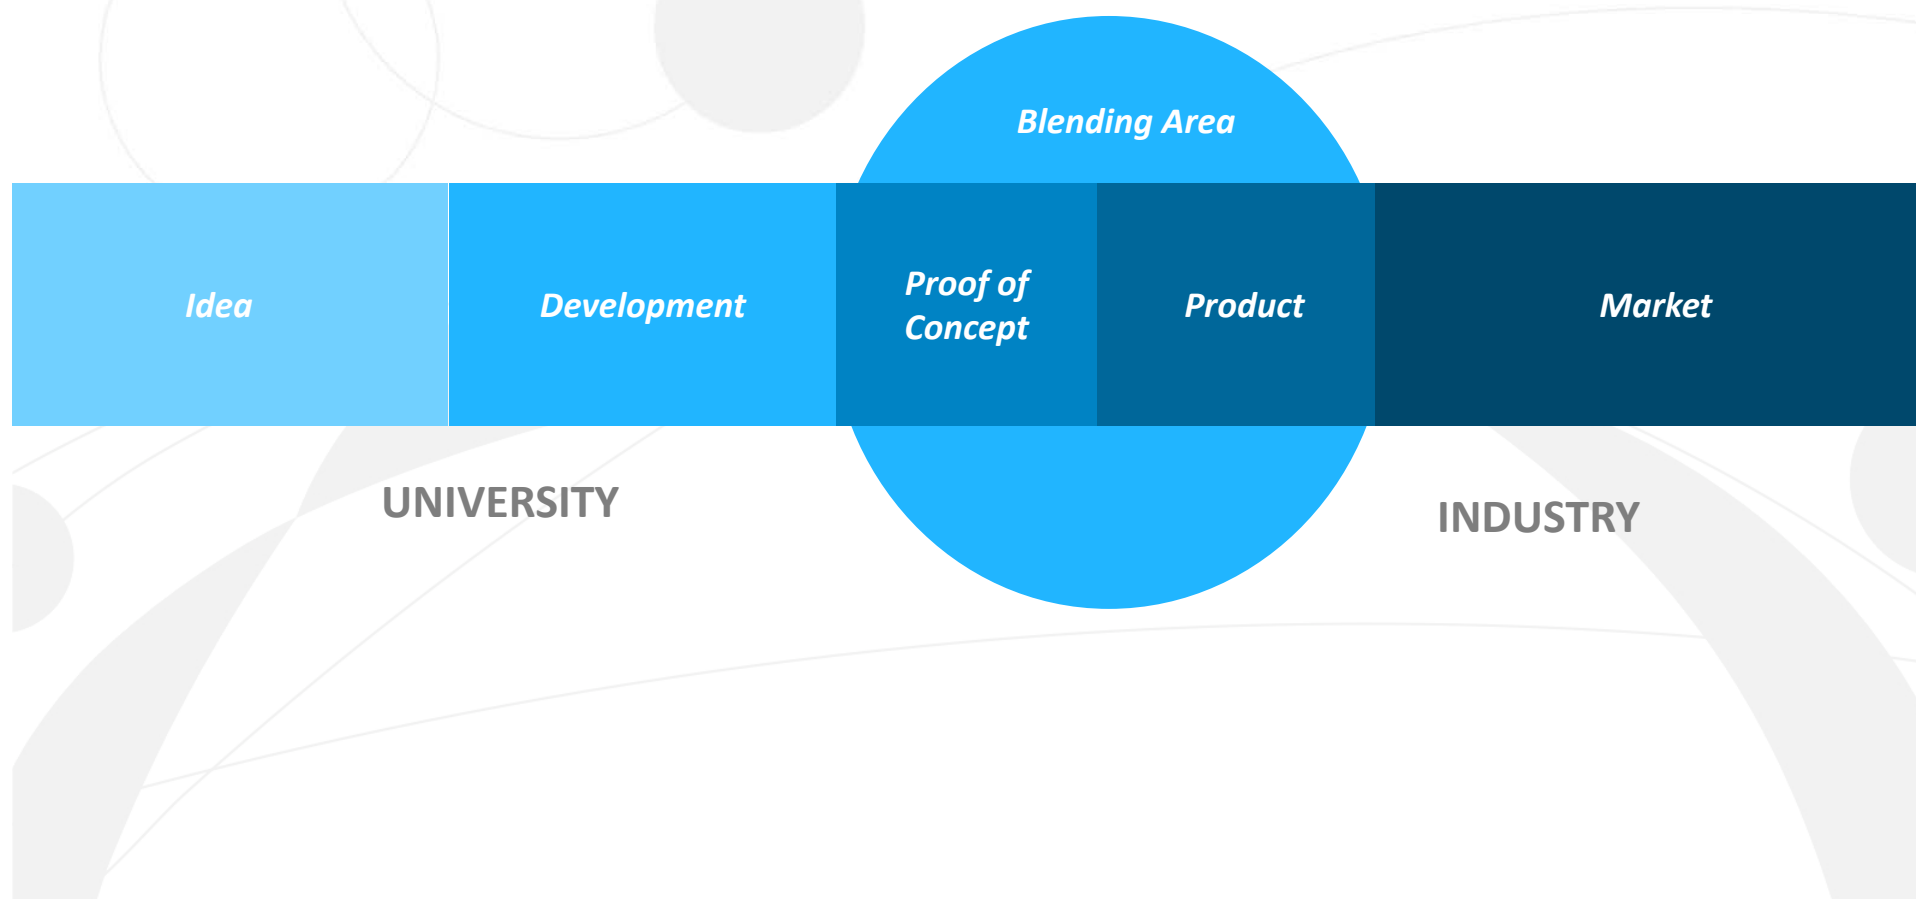 Blending Area
Idea
Development
Proof of
Concept
Product
Market
UNIVERSITY
INDUSTRY